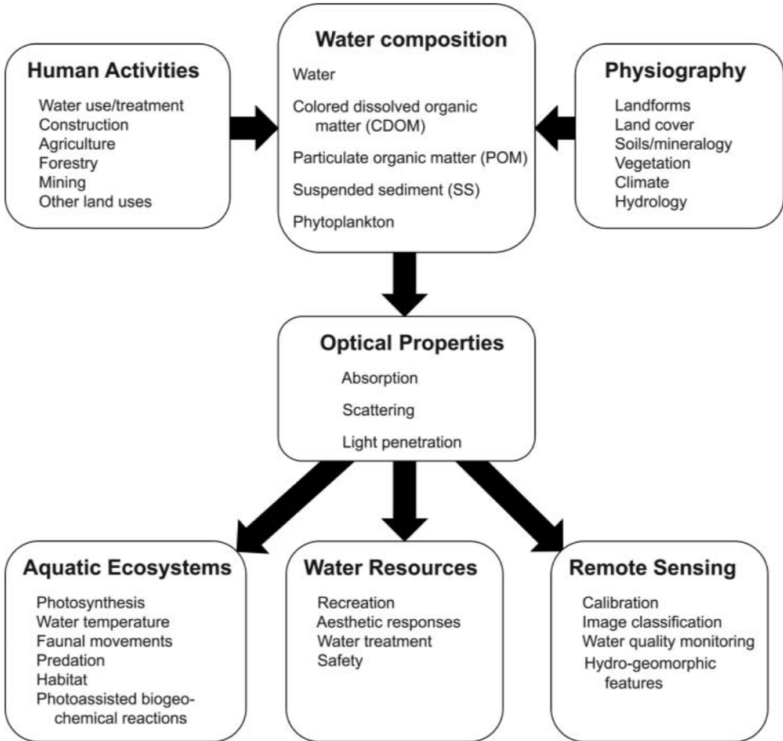 Water composition
Water
Colored dissolved organic
matter (CDOM)
Particulate organic matter (POM)
Suspended sediment (SS)
Phytoplankton
Human Activities
Water use/treatment
Construction
Agriculture
Forestry
Mining
Other land uses
Physiography
Landforms
Land cover
Soils/mineralogy
Vegetation
Climate
Hydrology
Optical Properties
Absorption
Scattering
Light penetration
Aquatic Ecosystems
Photosynthesis
Water temperature
Faunal movements
Predation
Habitat
Photoassisted biogeo-
chemical reactions
Water Resources
Recreation
Aesthetic responses
Water treatment
Safety
Remote Sensing
Calibration
Image classification
Water quality monitoring
Hydro-geomorphic
features